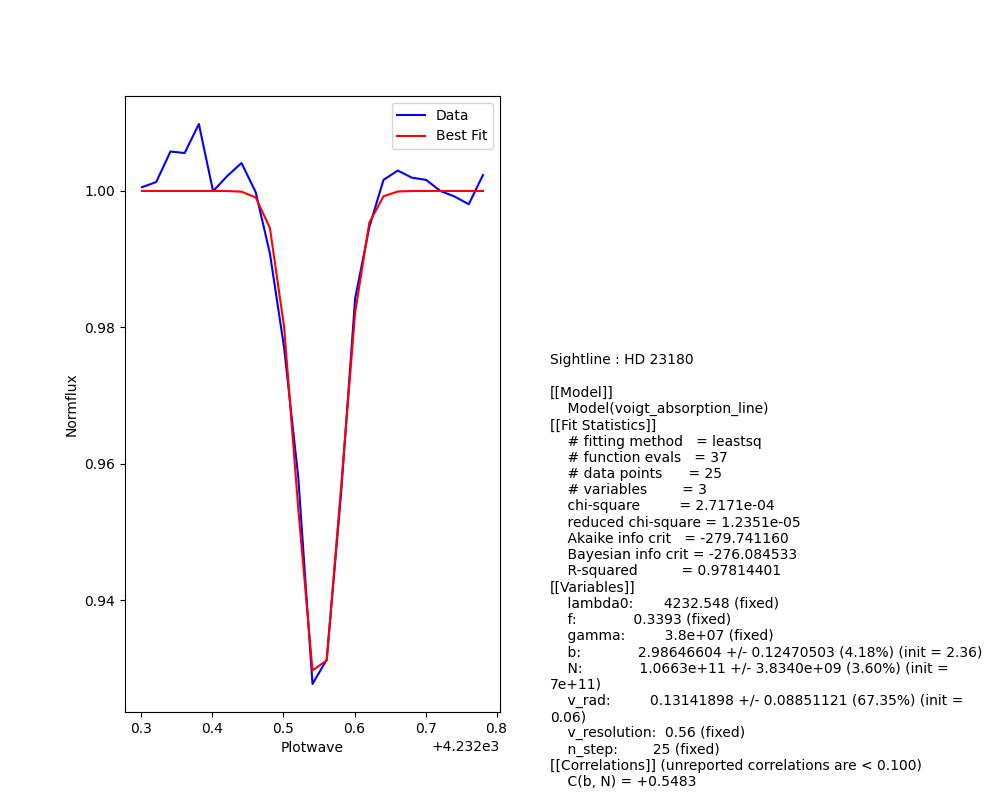 Data
Best Fit
1.00
0.98
0.96
0.94
Normflux
0.3 0.4 0.5 0.6 0.7 0.8
Plotwave
+4.232e3
Sightline : HD 23180
[[Model]]
Model(voigt_absorption_line)
[[Fit Statistics]]
# fitting method = leastsq
# function evals = 37
# data points = 25
# variables = 3
chi-square = 2.7171e-04
reduced chi-square = 1.2351e-05
Akaike info crit = -279.741160
Bayesian info crit = -276.084533
R-squared = 0.97814401
[[Variables]]
lambda0: 4232.548 (fixed)
f: 0.3393 (fixed)
gamma: 3.8e+07 (fixed)
b: 2.98646604 +/- 0.12470503 (4.18%) (init = 2.36)
N: 1.0663e+11 +/- 3.8340e+09 (3.60%) (init =
7e+11)
v_rad: 0.13141898 +/- 0.08851121 (67.35%) (init =
0.06)
v_resolution: 0.56 (fixed)
n_step: 25 (fixed)
[[Correlations]] (unreported correlations are < 0.100)
C(b, N) = +0.5483